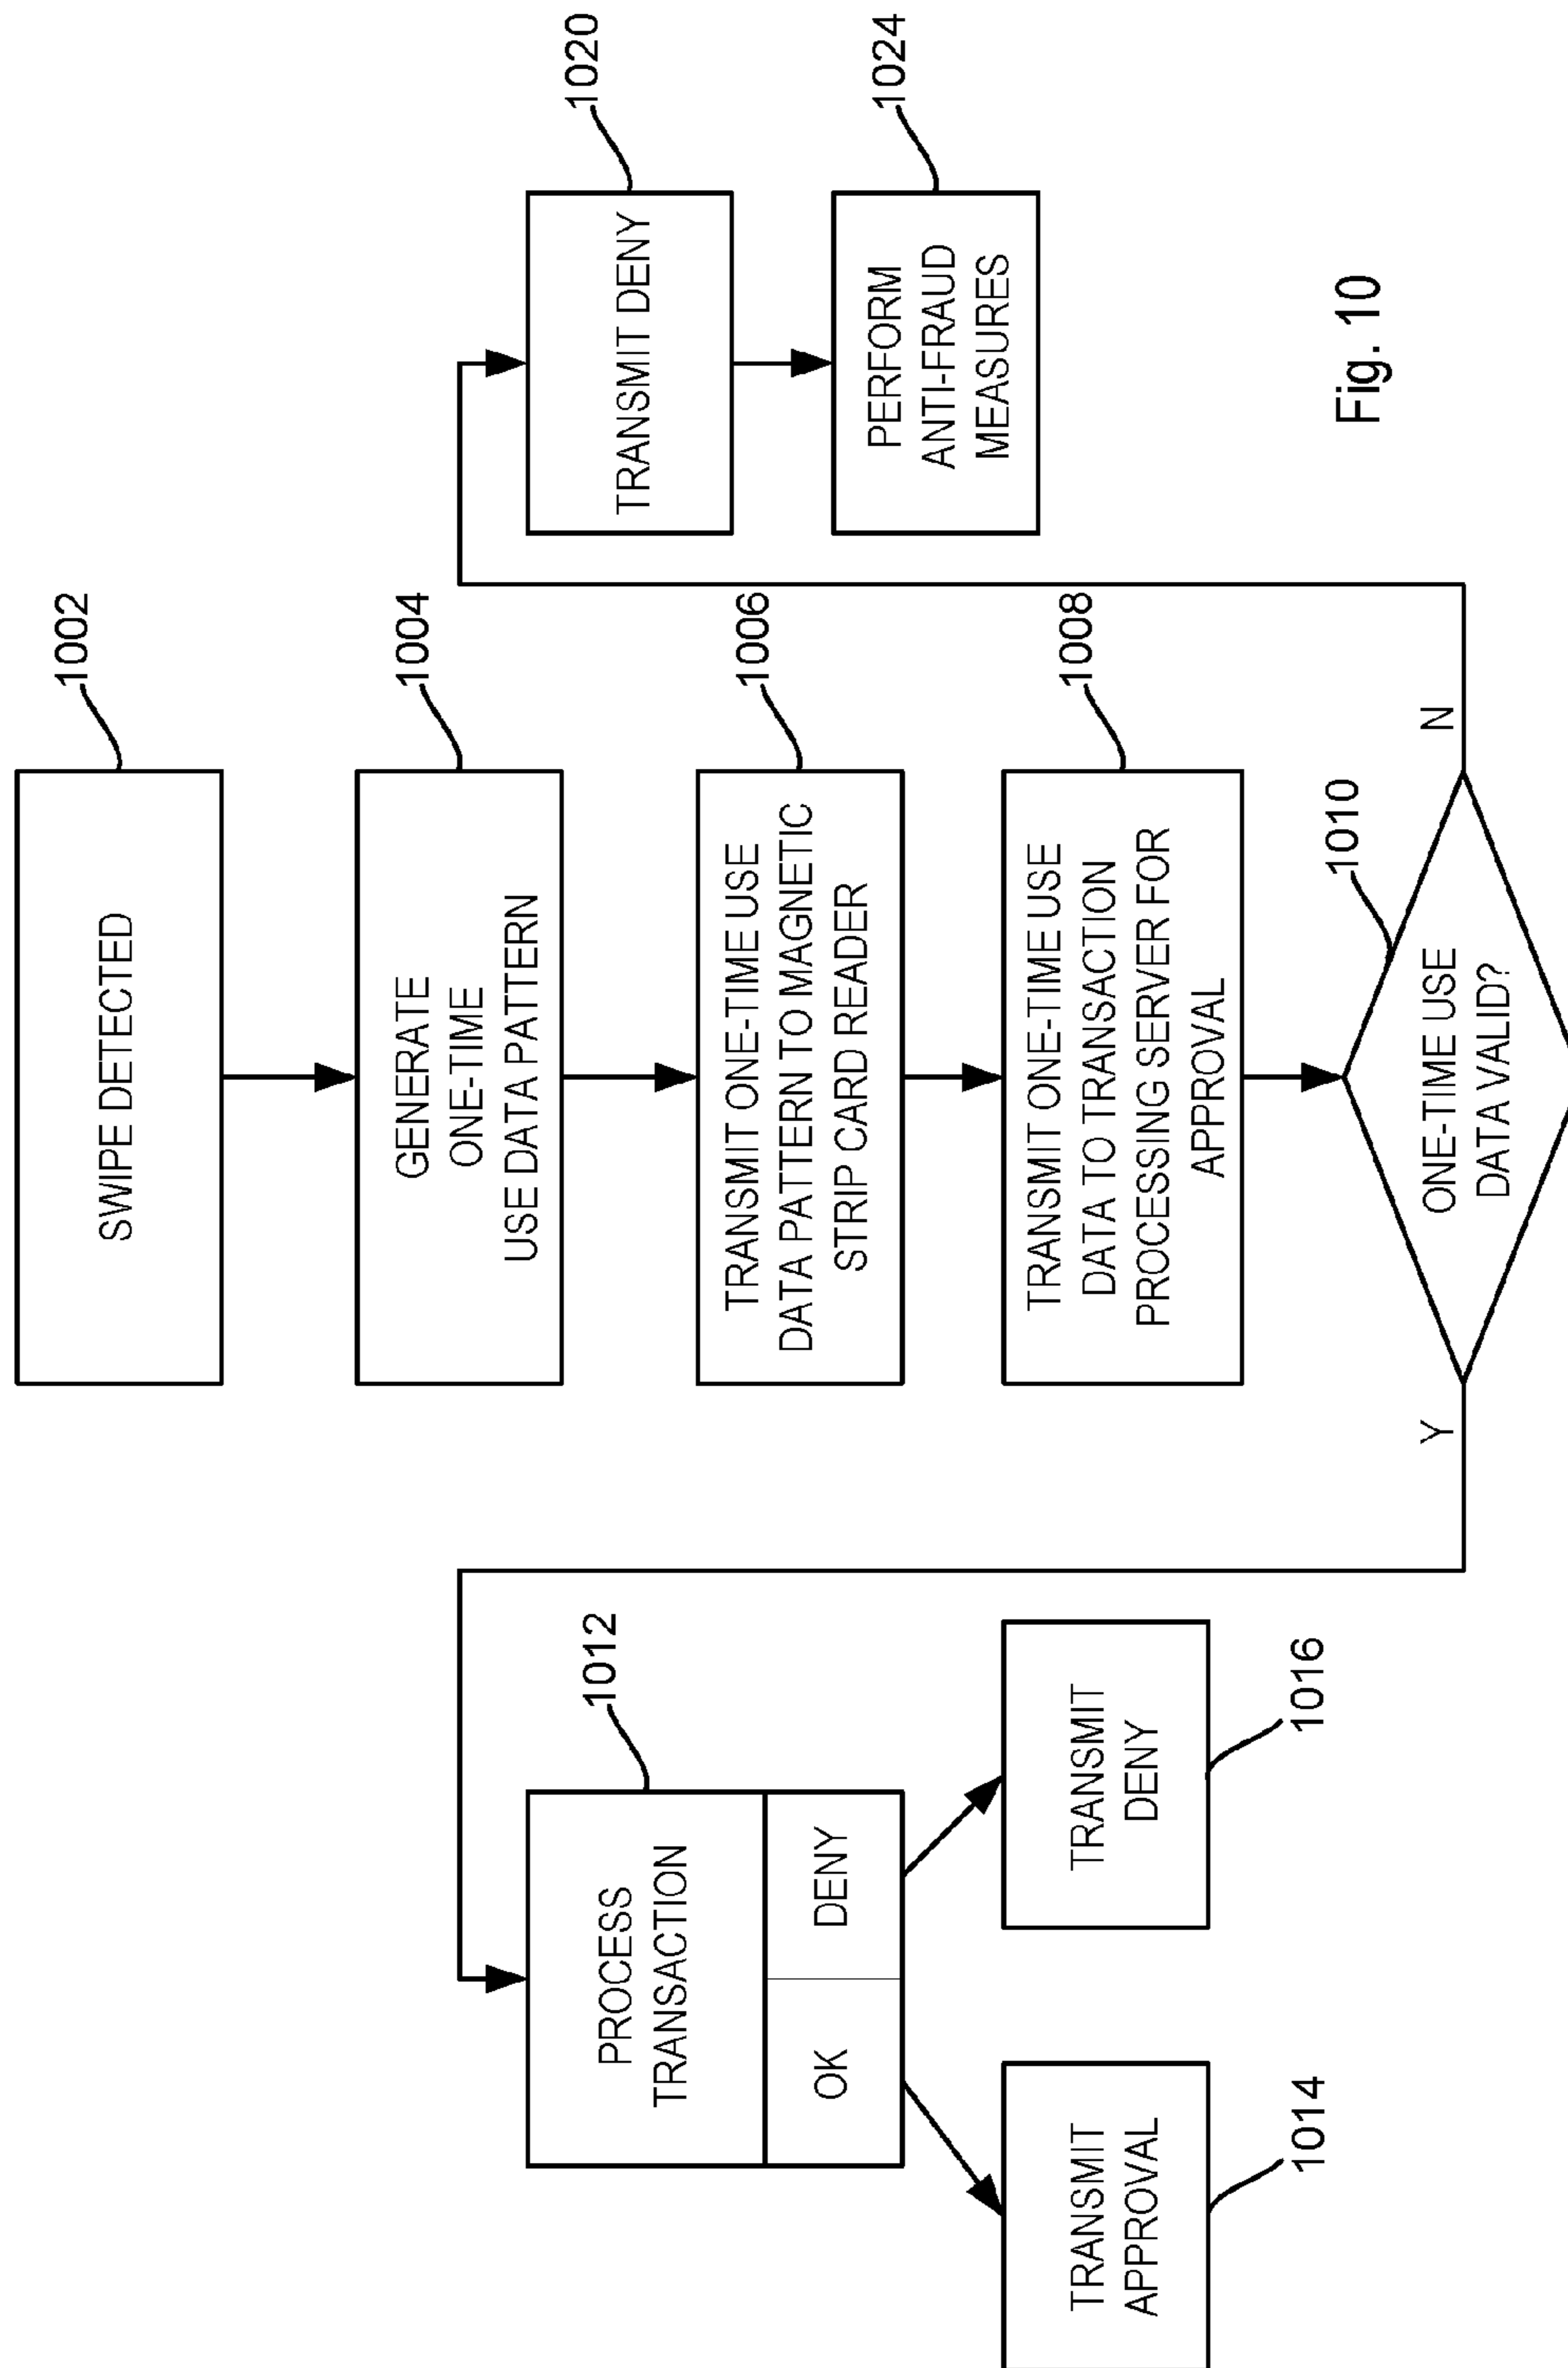 1002
SWIPE DETECTED
1004
GENERATE
ONE-TIME
USE DATA PATTERN
1006
TRANSMIT ONE-TIME USE
DATA PATTERN TO MAGNETIC
STRIP CARD READER
1008
TRANSMIT ONE-TIME USE
DATA TO TRANSACTION
PROCESSING SERVER FOR
APPROVAL
1010
ONE-TIME USE
DATA VALID?
Y
N
1012
PROCESS
TRANSACTION
OK
DENY
TRANSMIT
APPROVAL
1014
TRANSMIT
DENY
1016
1020
TRANSMIT DENY
1024
PERFORM
ANTI-FRAUD
MEASURES
Fig. 10